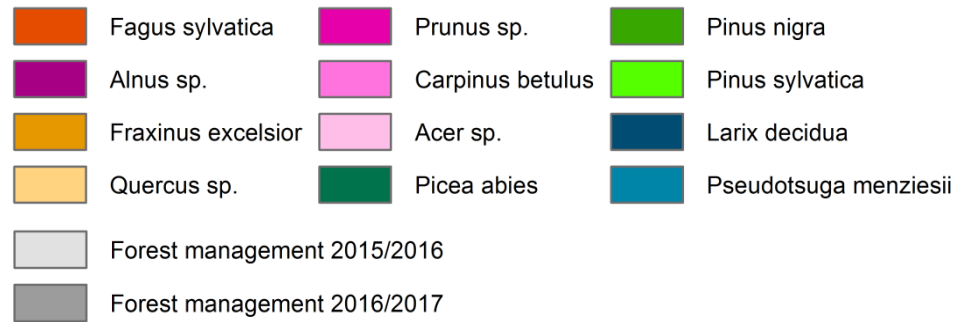 Fagus sylvatica
Prunus sp.
Pinus nigra
Alnus sp.
Carpinus betulus
Pinus sylvatica
Fraxinus excelsior
Acer sp.
Larix decidua
Quercus sp.
Picea abies
Pseudotsuga menziesii
Forest management 2015/2016
Forest management 2016/2017